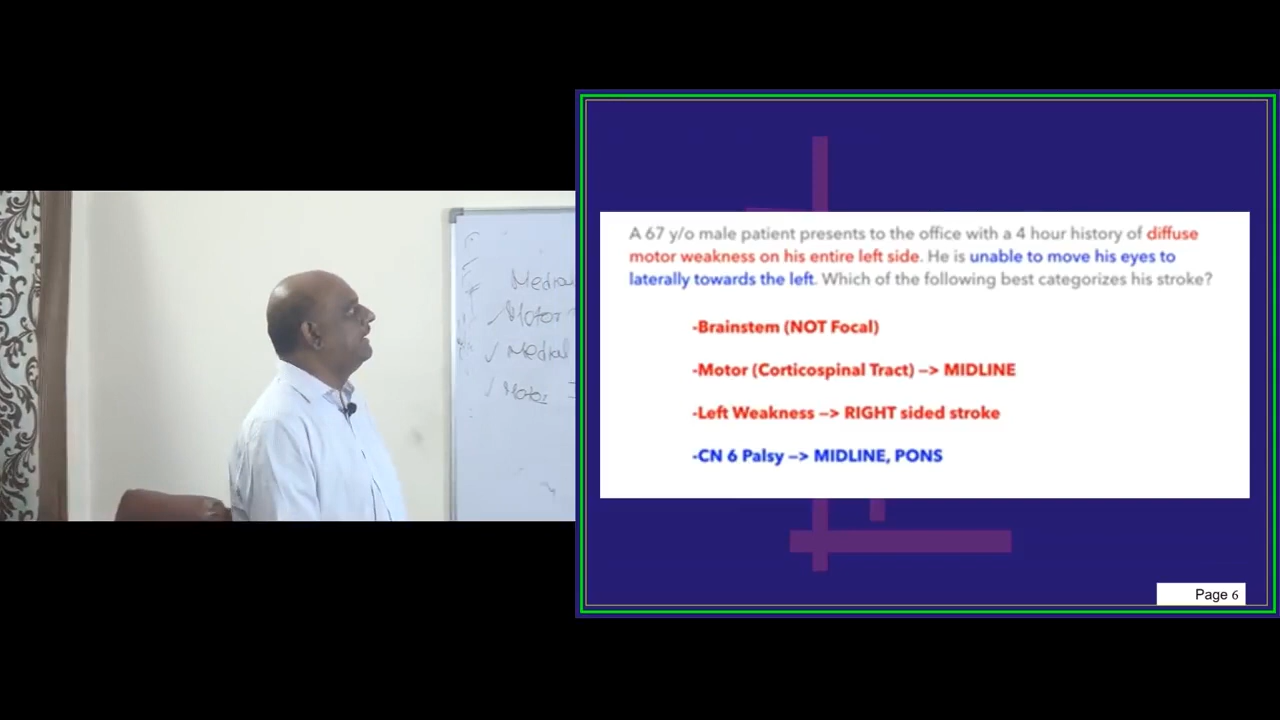 Medial
Motor
Medial
Motor
A 67 y/o male patient presents to the office with a 4 hour history of diffuse
motor weakness on his entire left side. He is unable to move his eyes to
laterally towards the left. Which of the following best categorizes his stroke?
-Brainstem (NOT Focal)
-Motor (Corticospinal Tract) —> MIDLINE
-Left Weakness —> RIGHT sided stroke
-CN 6 Palsy —> MIDLINE, PONS
Page 6